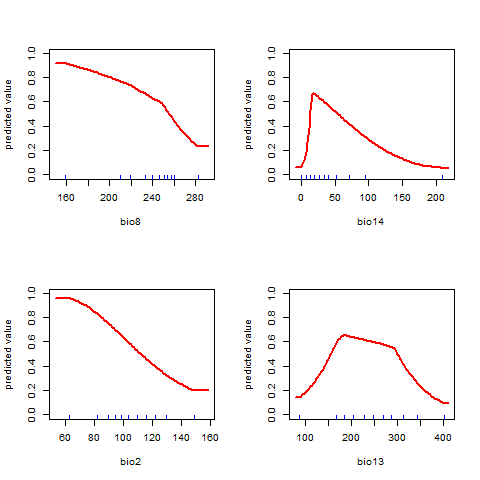 predicted value
0.0 0.2 0.4 0.6 0.8 1.0
160 200 240 280
bio8
predicted value
0.0 0.2 0.4 0.6 0.8 1.0
0 50 100 150 200
bio14
predicted value
0.0 0.2 0.4 0.6 0.8 1.0
60 80 100 120 140 160
bio2
predicted value
0.0 0.2 0.4 0.6 0.8 1.0
100 200 300 400
bio13